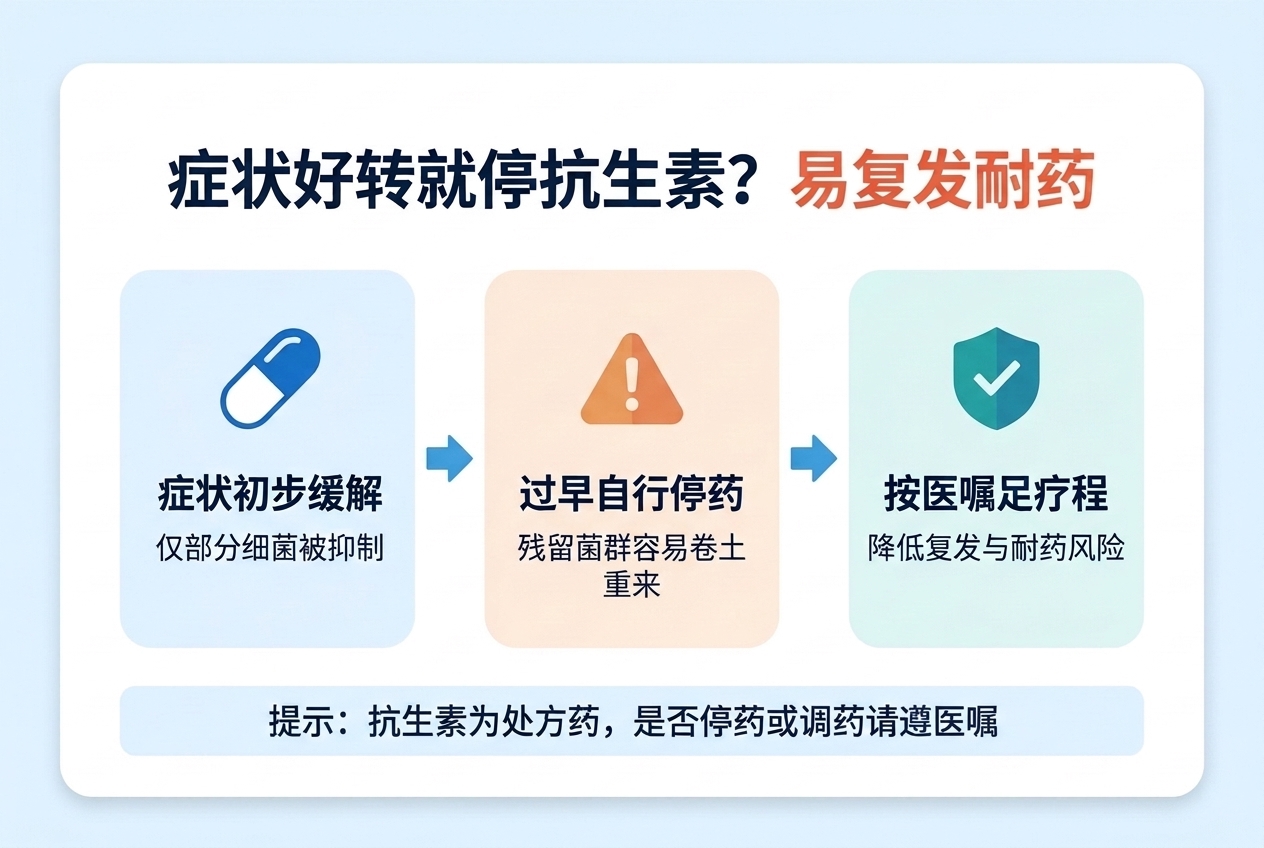 症状好转就停抗生素？易复发耐药
症状初步缓解
仅部分细菌被抑制
过早自行停药
残留菌群容易卷土
重来
按医嘱足疗程
降低复发与耐药风险
提示：抗生素为处方药，是否停药或调药请遵医嘱